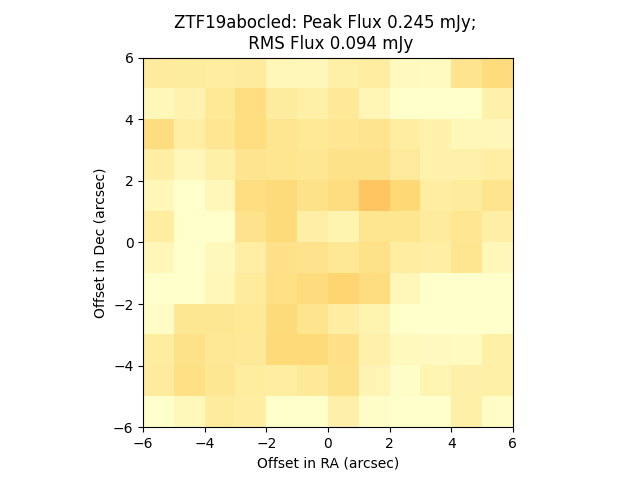 ZTF19abocled: Peak Flux 0.245 mJy;
RMS Flux 0.094 mJy
6
4
2
0
−2
−4
−6
Offset in Dec (arcsec)
−6 −4 −2 0 2 4 6
Offset in RA (arcsec)